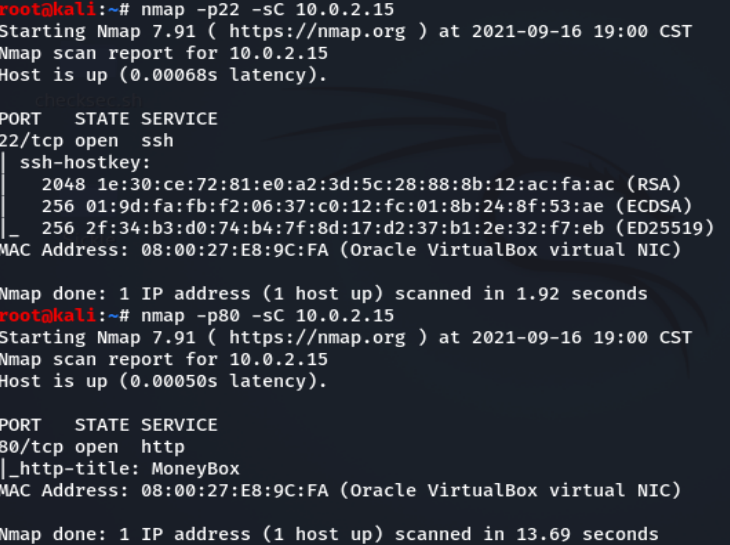 root@kali:~# nmap -p22 -sC 10.0.2.15
Starting Nmap 7.91 ( https://nmap.org ) at 2021-09-16 19:00 CST
Nmap scan report for 10.0.2.15
Host is up (0.00068s latency).
checksec.sh
PORT   STATE SERVICE
22/tcp open  ssh
| ssh-hostkey:
|   2048 1e:30:ce:72:81:e0:a2:3d:5c:28:88:8b:12:ac:fa:ac (RSA)
|   256 01:9d:fa:fb:f2:06:37:c0:12:fc:01:8b:24:8f:53:ae (ECDSA)
|_  256 2f:34:b3:d0:74:b4:7f:8d:17:d2:37:b1:2e:32:f7:eb (ED25519)
MAC Address: 08:00:27:E8:9C:FA (Oracle VirtualBox virtual NIC)
Nmap done: 1 IP address (1 host up) scanned in 1.92 seconds
root@kali:~# nmap -p80 -sC 10.0.2.15
Starting Nmap 7.91 ( https://nmap.org ) at 2021-09-16 19:00 CST
Nmap scan report for 10.0.2.15
Host is up (0.00050s latency).
PORT   STATE SERVICE
80/tcp open  http
|_http-title: MoneyBox
MAC Address: 08:00:27:E8:9C:FA (Oracle VirtualBox virtual NIC)
Nmap done: 1 IP address (1 host up) scanned in 13.69 seconds